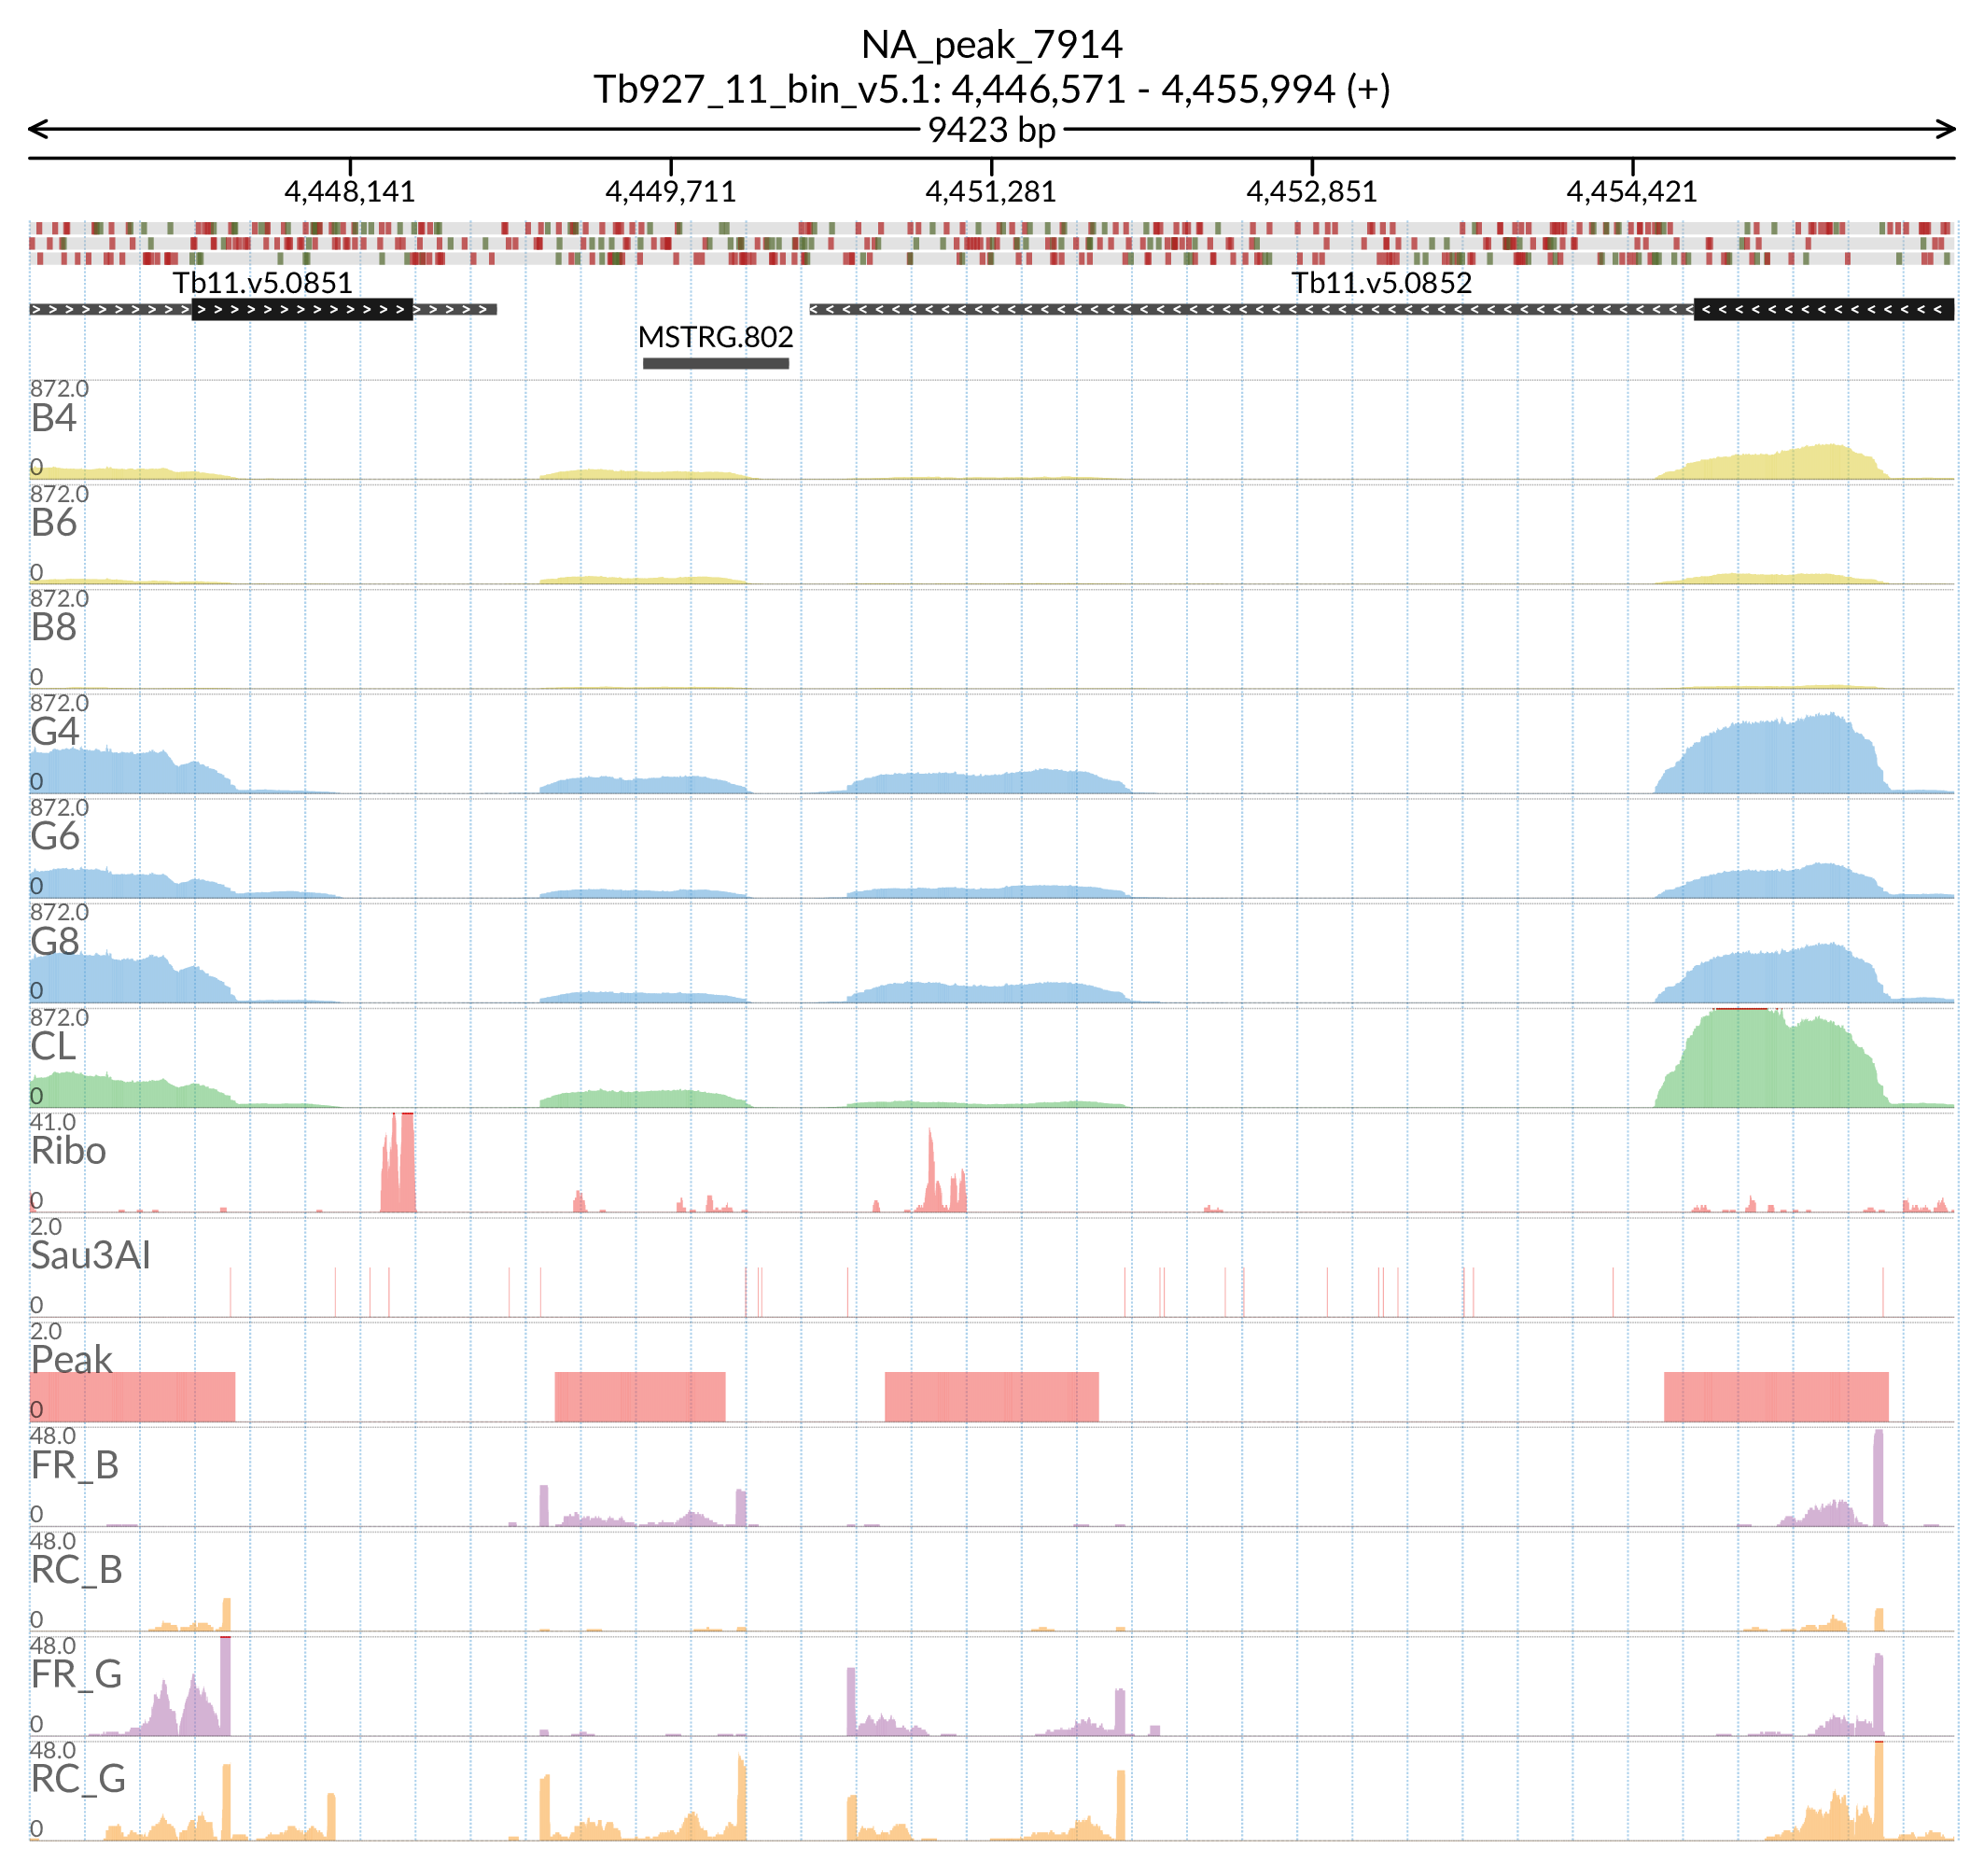 NA_peak_7914
Tb927_11_bin_v5.1: 4,446,571 - 4,455,994 (+)
9423 bp
4,448,141 4,449,711 4,451,281 4,452,851 4,454,421
Tb11.v5.0851 Tb11.v5.0852
MSTRG.802
872.0
B4
0
872.0
B6
0
872.0
B8
0
872.0
G4
0
872.0
G6
0
872.0
G8
0
872.0
CL
0
41.0
Ribo
0
2.0
Sau3AI
0
2.0
Peak
0
48.0
FR_B
0
48.0
RC_B
0
48.0
FR_G
0
48.0
RC_G
0